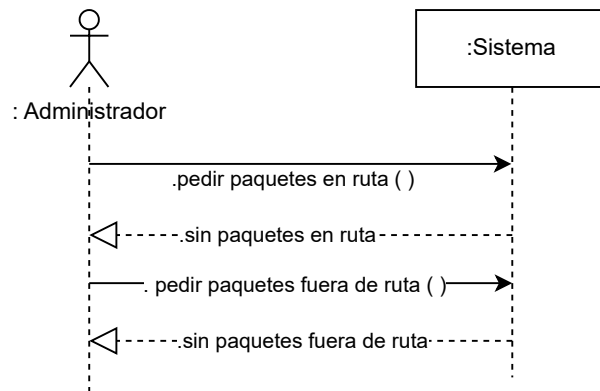 :Sistema
: Administrador
.pedir paquetes en ruta ( )
.sin paquetes en ruta
. pedir paquetes fuera de ruta ( )
.sin paquetes fuera de ruta